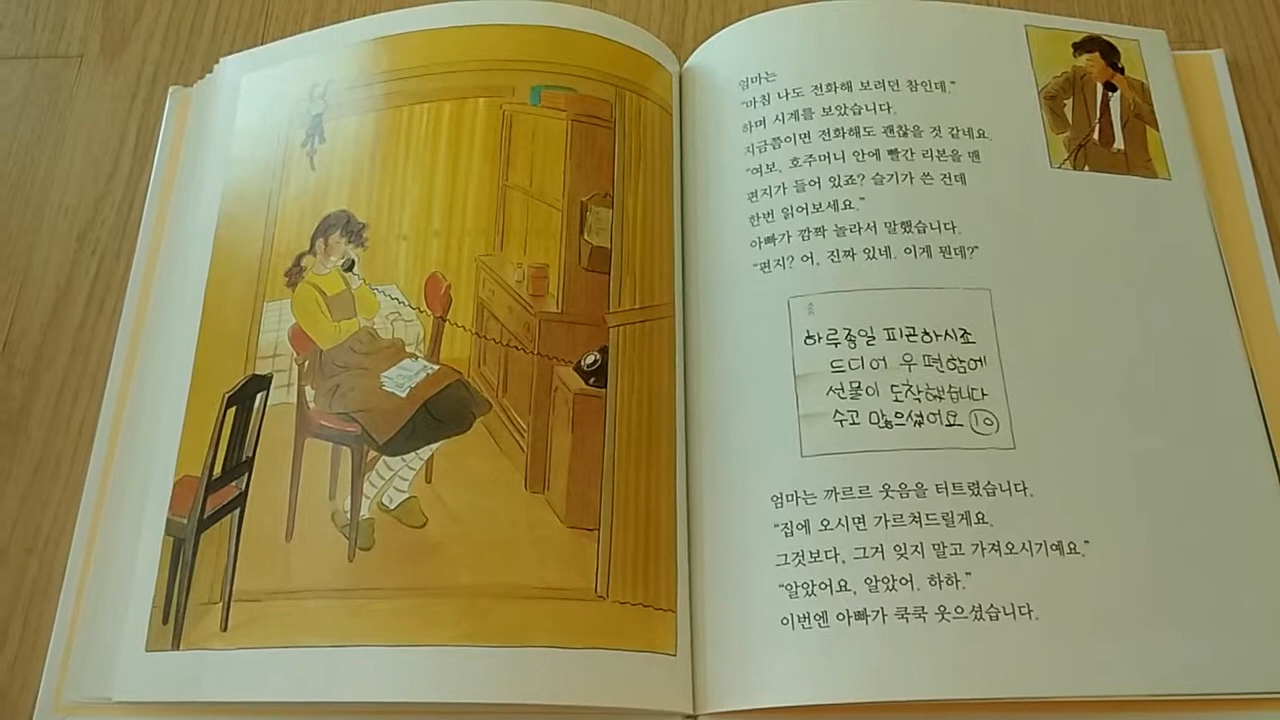 엄마는
“마침 나도 전화해 보려던 참인데.”
하며 시계를 보았습니다.
지금쯤이면 전화해도 괜찮을 것 같네요.
“여보, 호주머니 안에 빨간 리본을 맨
편지가 들어 있죠? 슬기가 쓴 건데
한번 읽어보세요.”
아빠가 깜짝 놀라서 말했습니다.
“편지? 어, 진짜 있네. 이게 뭔데?”
하루종일 피곤하시죠
드디어 우편함에
선물이 도착했습니다
수고 많으셨어요 10
엄마는 까르르 웃음을 터트렸습니다.
“집에 오시면 가르쳐드릴게요.
그것보다, 그거 잊지 말고 가져오시기예요.”
“알았어요, 알았어. 하하.”
이번엔 아빠가 쿡쿡 웃으셨습니다.